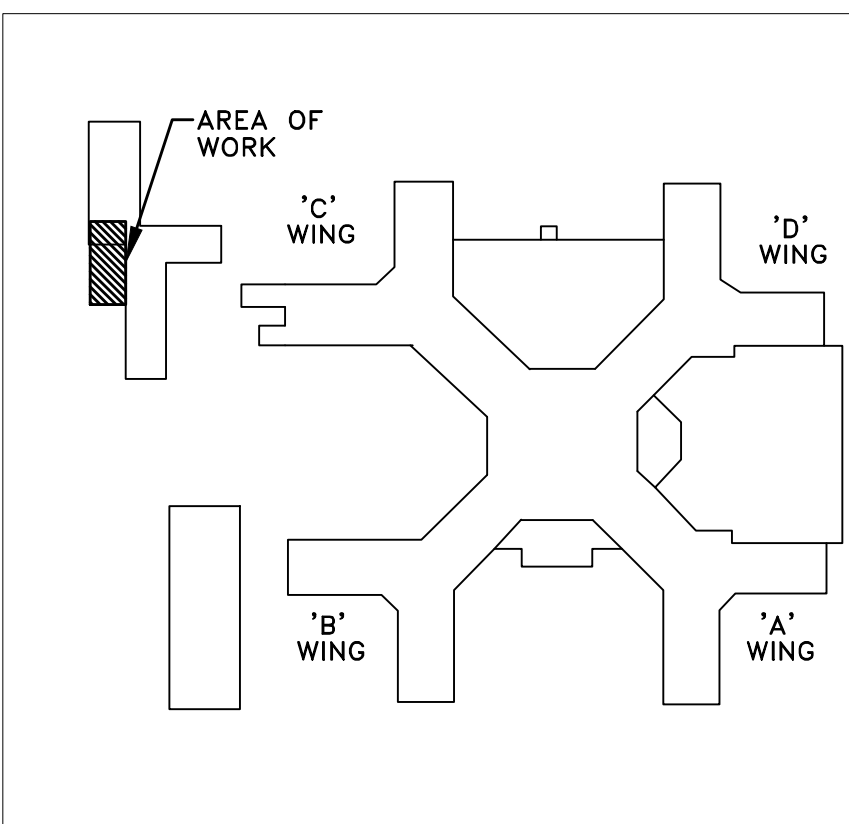 AREA OF
WORK
'C'
WING
'D'
WING
'B'
WING
'A'
WING